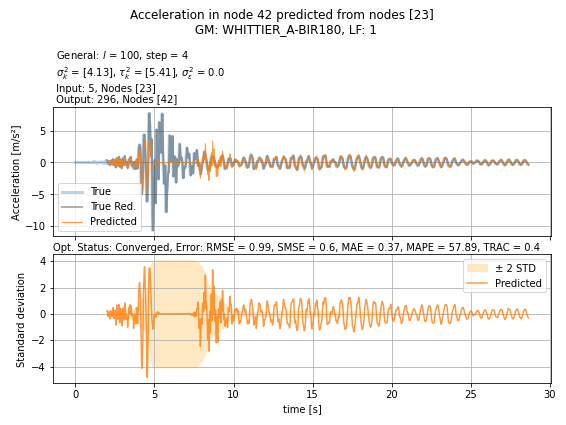 Acceleration in node 42 predicted from nodes [23]
GM: WHITTIER_A-BIR180, LF: 1
General: l = 100, step = 4
σ²ₖ = [4.13], τ²ₖ = [5.41], σ²ε = 0.0
Input: 5, Nodes [23]
Output: 296, Nodes [42]
Acceleration [m/s²]
5
0
−5
−10
True
True Red.
Predicted
Opt. Status: Converged, Error: RMSE = 0.99, SMSE = 0.6, MAE = 0.37, MAPE = 57.89, TRAC = 0.4
Standard deviation
4
2
0
−2
−4
± 2 STD
Predicted
0 5 10 15 20 25 30
time [s]